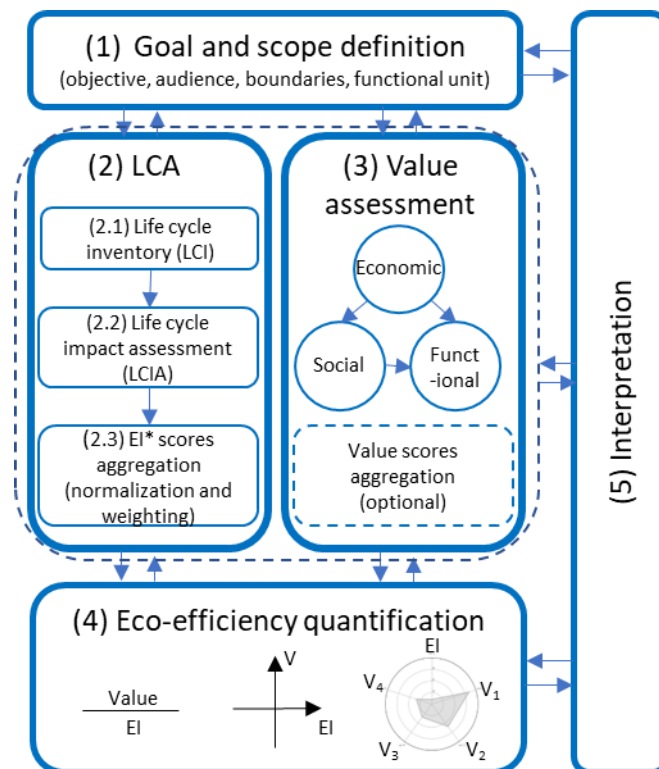 (1) Goal and scope definition
(objective, audience, boundaries, functional unit)
(2) LCA
(2.1) Life cycle
inventory (LCI)
(2.2) Life cycle
impact assessment
(LCIA)
(2.3) EI* scores
aggregation
(normalization and
weighting)
(3) Value
assessment
Economic
Social
Funct
-ional
Value scores
aggregation
(optional)
(4) Eco-efficiency quantification
Value
EI
V
EI
EI
V1
V2
V3
V4
(5) Interpretation